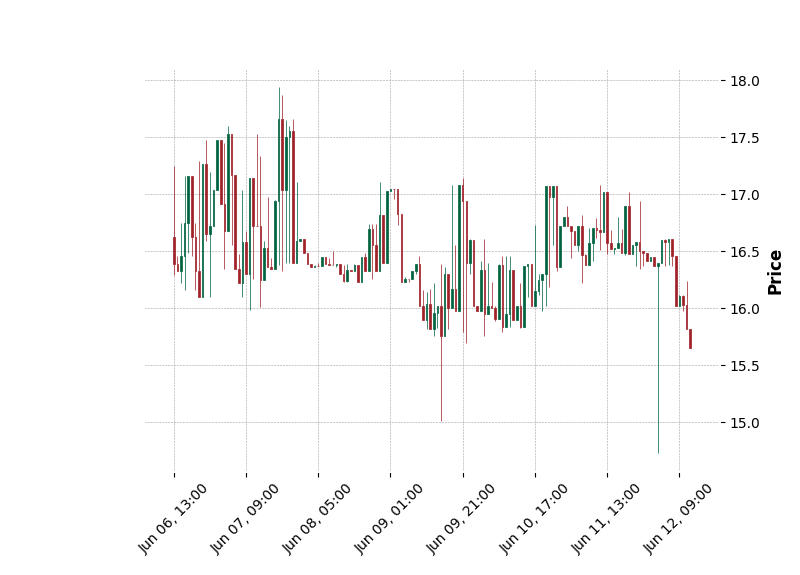 18.0
17.5
17.0
16.5
16.0
15.5
15.0
Price
Jun 06, 13:00
Jun 07, 09:00
Jun 08, 05:00
Jun 09, 01:00
Jun 09, 21:00
Jun 10, 17:00
Jun 11, 13:00
Jun 12, 09:00